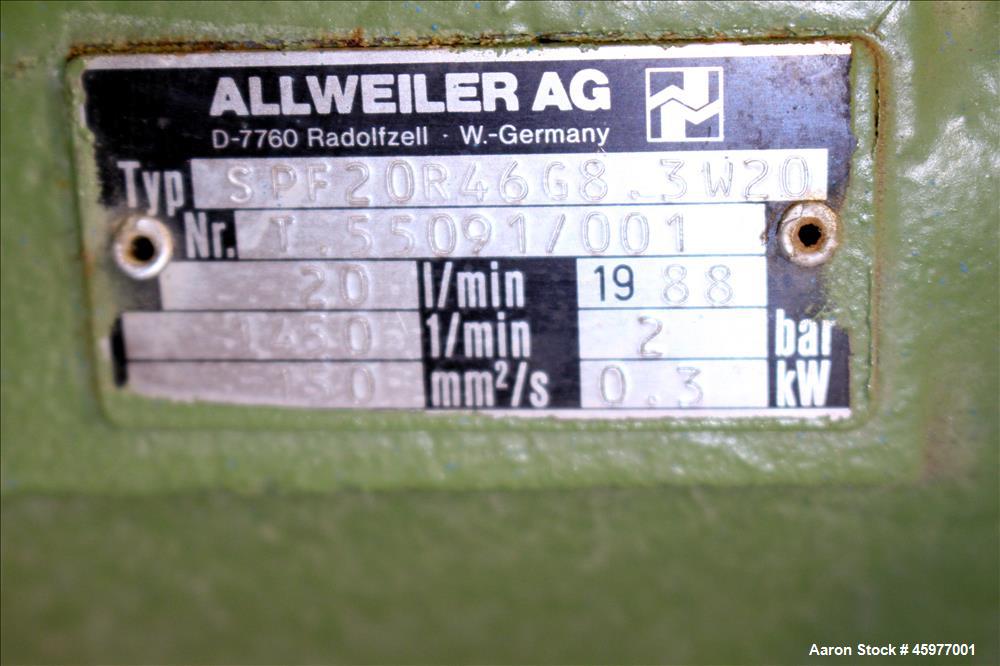 ALLWEILER AG
D-7760 Radolfzell · W.-Germany
Typ SPF20R46G8.3W20
Nr. T.55091/001
20 l/min 1988
1450 1/min 2 bar
mm²/s 0.3 kW
Aaron Stock # 45977001